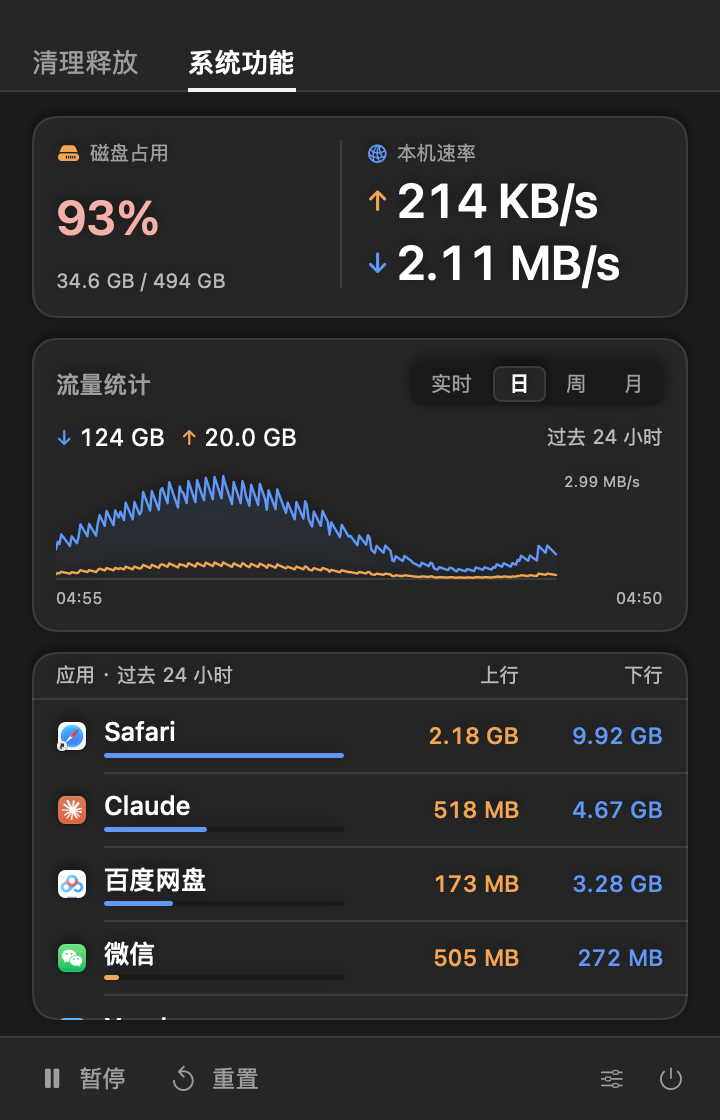 清理释放 系统功能
磁盘占用
93%
34.6 GB / 494 GB
本机速率
↑ 214 KB/s
↓ 2.11 MB/s
流量统计
实时 日 周 月
↓ 124 GB ↑ 20.0 GB
过去 24 小时
2.99 MB/s
04:55 04:50
应用 · 过去 24 小时 上行 下行
Safari 2.18 GB 9.92 GB
Claude 518 MB 4.67 GB
百度网盘 173 MB 3.28 GB
微信 505 MB 272 MB
暂停 重置